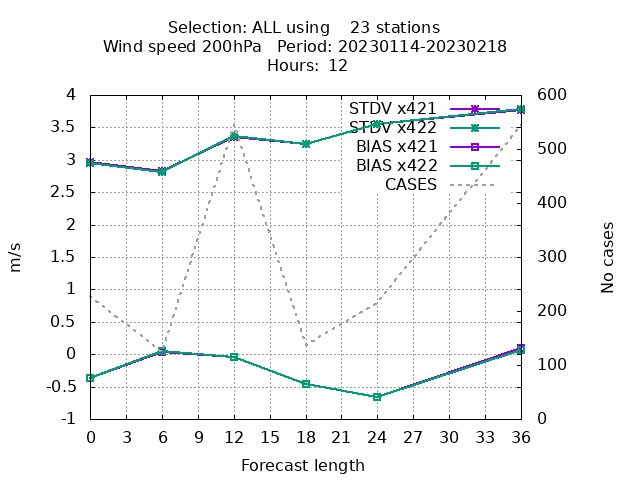 Selection: ALL using    23 stations
Wind speed 200hPa   Period: 20230114-20230218
Hours:  12
STDV x421
STDV x422
BIAS x421
BIAS x422
CASES
4
3.5
3
2.5
2
1.5
1
0.5
0
-0.5
-1
m/s
600
500
400
300
200
100
0
No cases
0 3 6 9 12 15 18 21 24 27 30 33 36
Forecast length